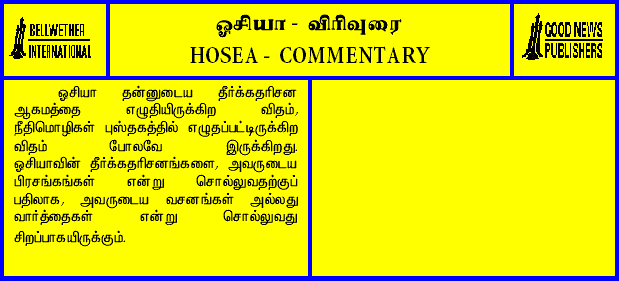 BELLWETHER
INTERNATIONAL
ஓசியா - விரிவுரை
HOSEA - COMMENTARY
GOOD NEWS
PUBLISHERS
ஓசியா தன்னுடைய தீர்க்கதரிசன
ஆகமத்தை எழுதியிருக்கிற விதம்,
நீதிமொழிகள் புஸ்தகத்தில் எழுதப்பட்டிருக்கிற
விதம் போலவே இருக்கிறது.
ஓசியாவின் தீர்க்கதரிசனங்களை, அவருடைய
பிரசங்கங்கள் என்று சொல்லுவதற்குப்
பதிலாக, அவருடைய வசனங்கள் அல்லது
வார்த்தைகள் என்று சொல்லுவது
சிறப்பாகயிருக்கும்.